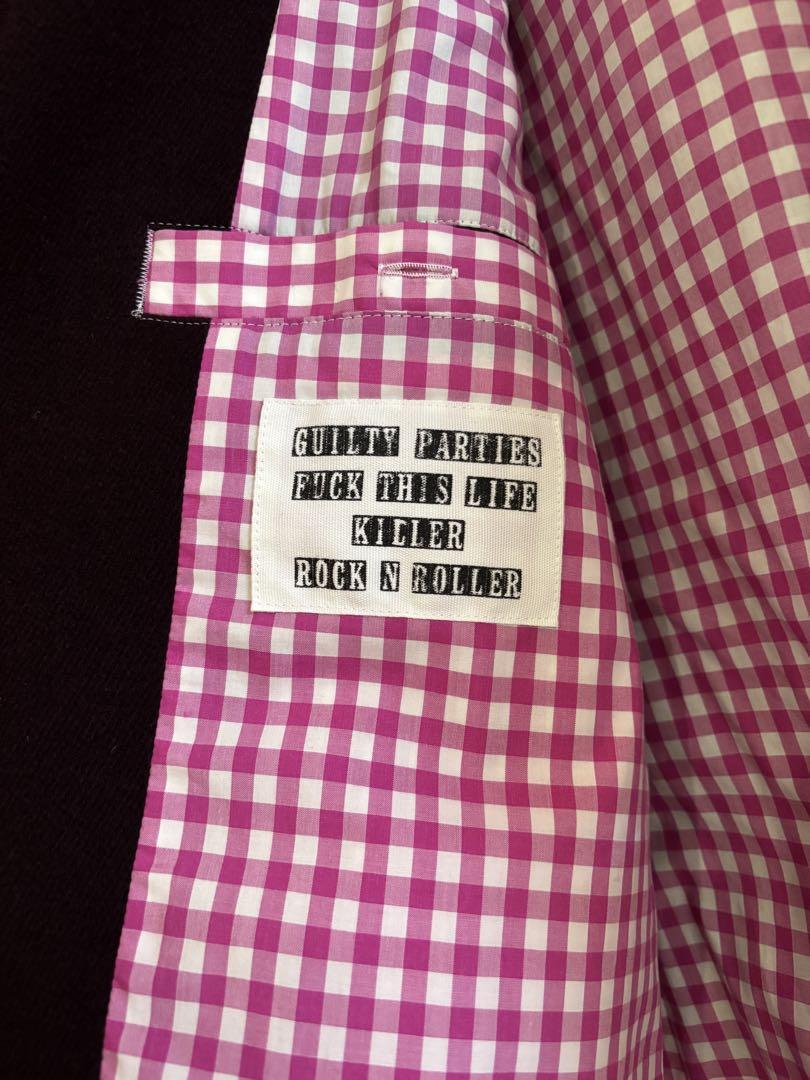 GUILTY PARTIES
FUCK THIS LIFE
KILLER
ROCK N ROLLER